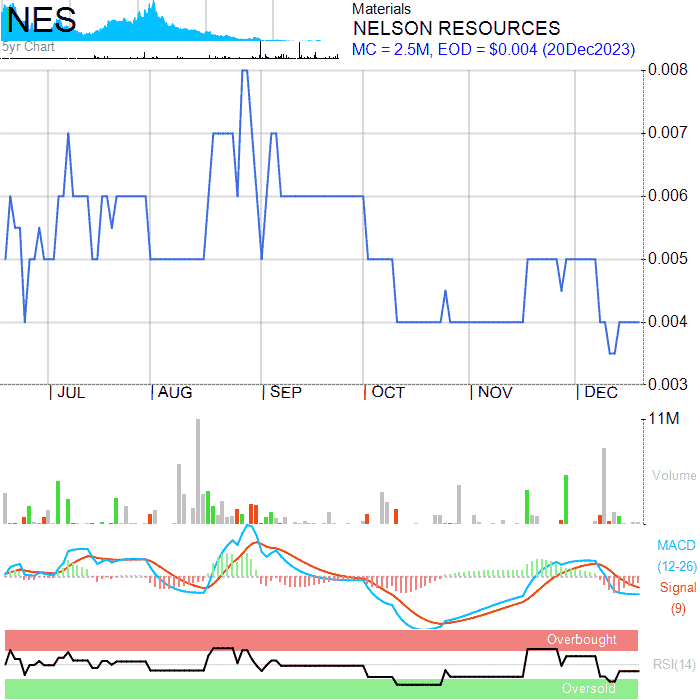 NES
5yr Chart
Materials
NELSON RESOURCES
MC = 2.5M, EOD = $0.004 (20Dec2023)
0.008
0.007
0.006
0.005
0.004
0.003
JUL AUG SEP OCT NOV DEC
11M
Volume
MACD
(12-26)
Signal
(9)
Overbought
RSI(14)
Oversold